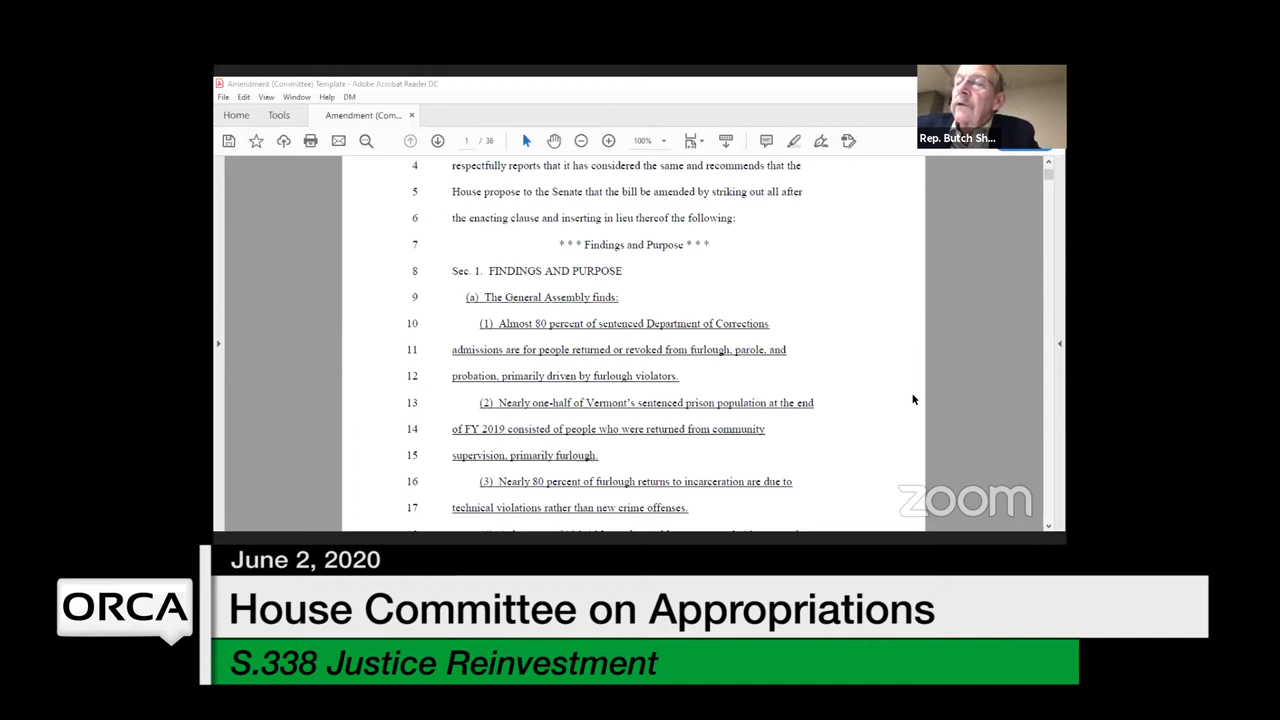 Amendment (Committee) Template - Adobe Acrobat Reader DC
File Edit View Window Help DM
Home Tools Amendment (Com... ×
1 / 36 100%
Rep. Butch Sh...
4 respectfully reports that it has considered the same and recommends that the
5 House propose to the Senate that the bill be amended by striking out all after
6 the enacting clause and inserting in lieu thereof the following:
7 * * * Findings and Purpose * * *
8 Sec. 1. FINDINGS AND PURPOSE
9 (a) The General Assembly finds:
10 (1) Almost 80 percent of sentenced Department of Corrections
11 admissions are for people returned or revoked from furlough, parole, and
12 probation, primarily driven by furlough violators.
13 (2) Nearly one-half of Vermont's sentenced prison population at the end
14 of FY 2019 consisted of people who were returned from community
15 supervision, primarily furlough.
16 (3) Nearly 80 percent of furlough returns to incarceration are due to
17 technical violations rather than new crime offenses.
zoom
June 2, 2020
ORCA
House Committee on Appropriations
S.338 Justice Reinvestment